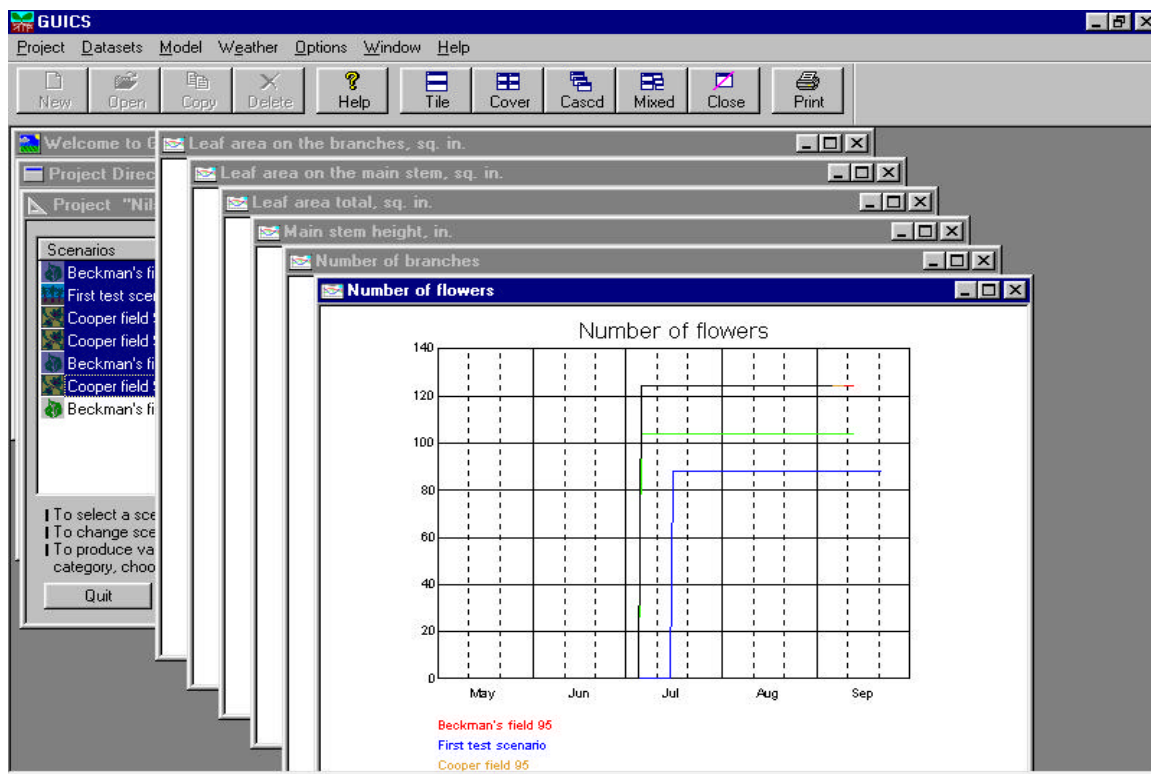 GUICS
Project Datasets Model Weather Options Window Help
New Open Copy Delete Help Tile Cover Cascd Mixed Close Print
Welcome to G
Leaf area on the branches, sq. in.
Project Direc
Leaf area on the main stem, sq. in.
Project "Nils
Leaf area total, sq. in.
Main stem height, in.
Scenarios
Number of branches
Beckman's fi
First test scen
Cooper field 9
Cooper field 9
Beckman's fi
Cooper field 9
Beckman's fi
Number of flowers
Number of flowers
140
120
100
80
60
40
20
0
May Jun Jul Aug Sep
To select a sce
To change sce
To produce va
category, choo
Quit
Beckman's field 95
First test scenario
Cooper field 95